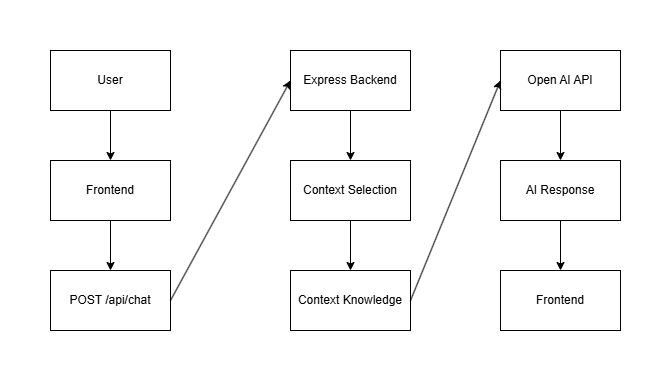 User
Frontend
POST /api/chat
Express Backend
Context Selection
Context Knowledge
Open AI API
AI Response
Frontend